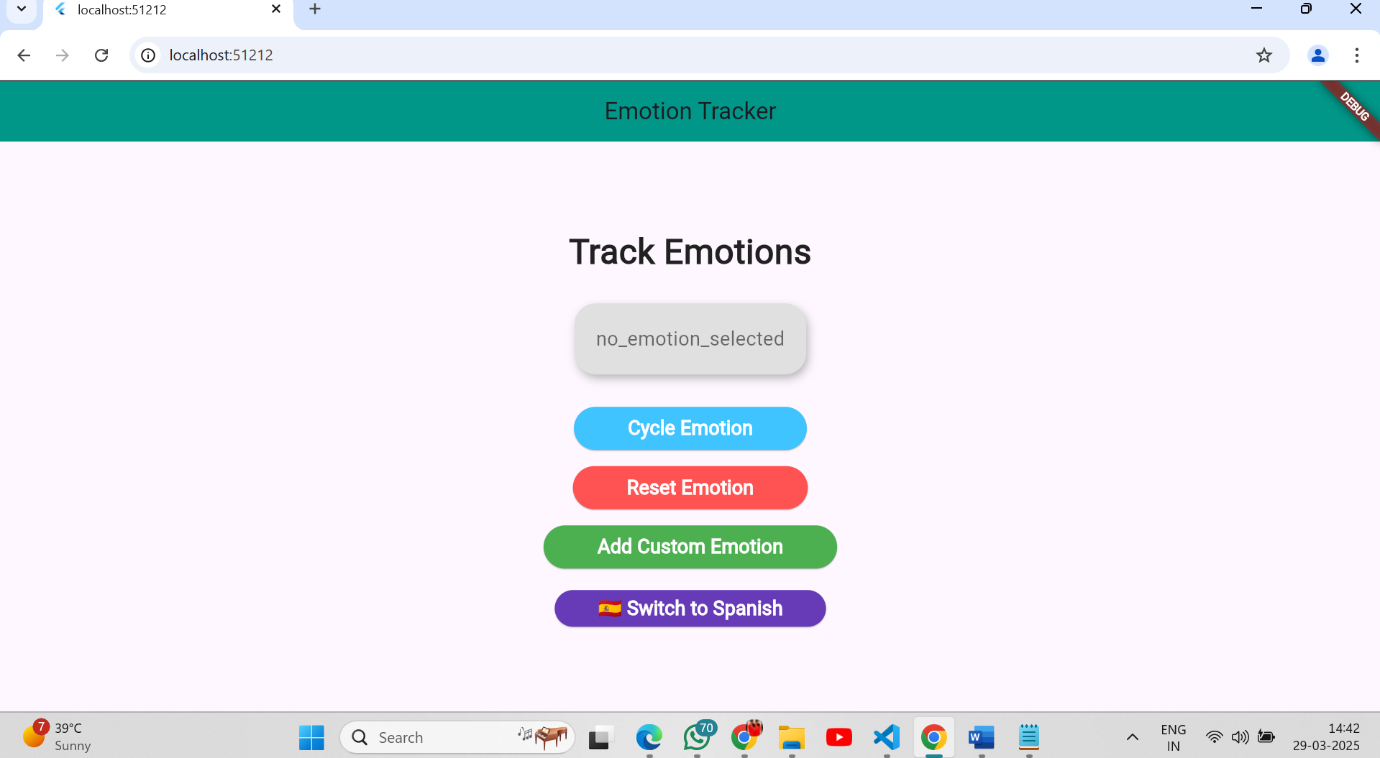 localhost:51212
localhost:51212
Emotion Tracker
DEBUG
Track Emotions
no_emotion_selected
Cycle Emotion
Reset Emotion
Add Custom Emotion
🇪🇸 Switch to Spanish
7
39°C
Sunny
Search
70
W
ENG
IN
14:42
29-03-2025